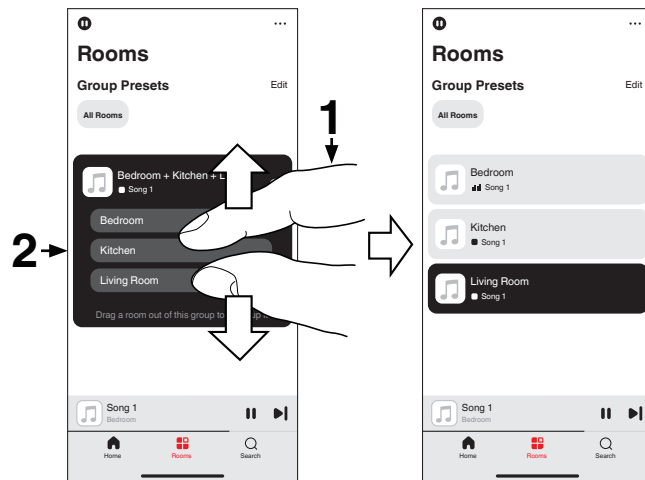 Rooms
Group Presets Edit
All Rooms
1
Bedroom + Kitchen + L
Song 1
Bedroom
2
Kitchen
Living Room
Drag a room out of this group to
Song 1
Bedroom
Home Rooms Search
Rooms
Group Presets Edit
All Rooms
Bedroom
Song 1
Kitchen
Song 1
Living Room
Song 1
Song 1
Bedroom
Home Rooms Search